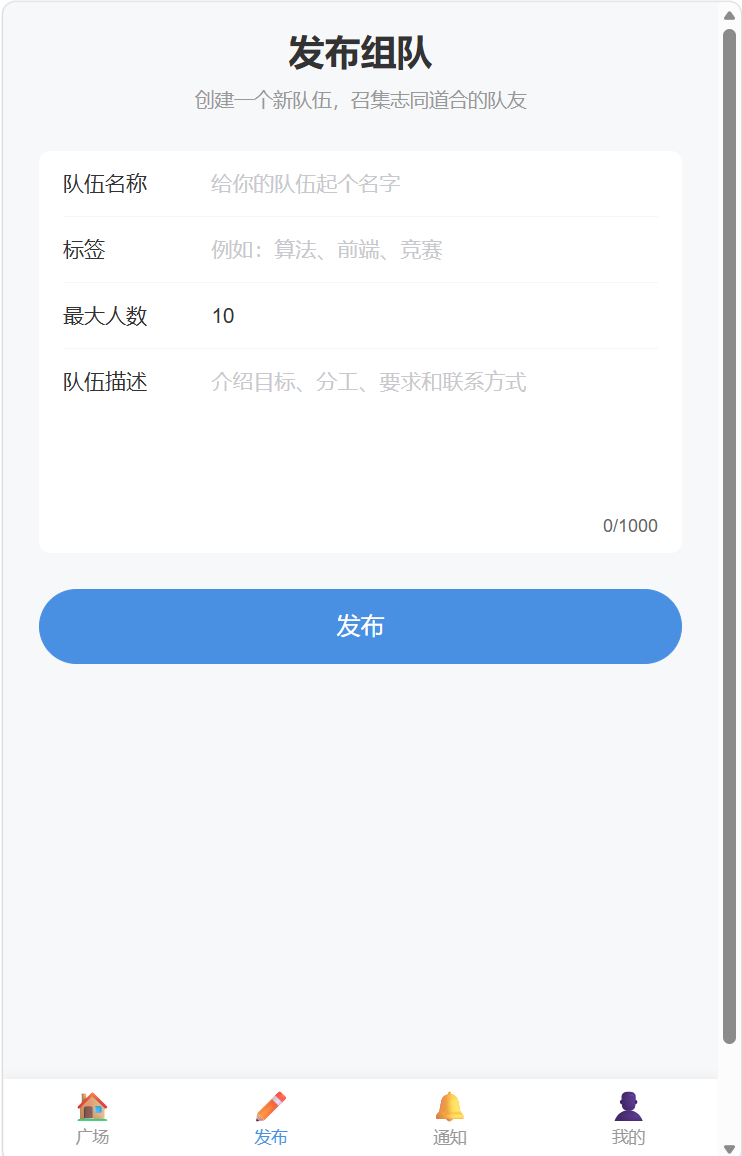 发布组队
创建一个新队伍，召集志同道合的队友
队伍名称 给你的队伍起个名字
标签 例如：算法、前端、竞赛
最大人数 10
队伍描述 介绍目标、分工、要求和联系方式
0/1000
发布
广场 发布 通知 我的